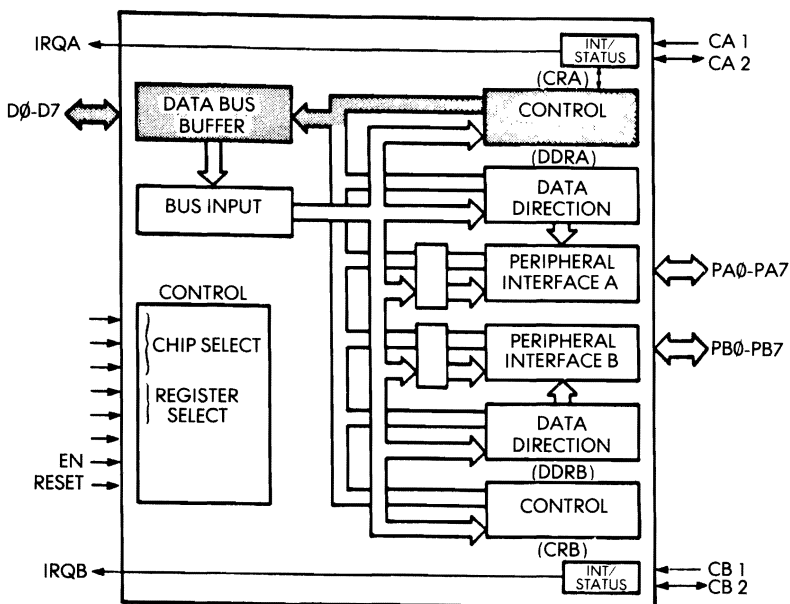 IRQA
INT/
STATUS
CA 1
CA 2
(CRA)
DØ-D7
DATA BUS
BUFFER
CONTROL
(DDRA)
BUS INPUT
DATA
DIRECTION
PERIPHERAL
INTERFACE A
PAØ-PA7
CONTROL
CHIP SELECT
REGISTER
SELECT
EN
RESET
PERIPHERAL
INTERFACE B
PBØ-PB7
DATA
DIRECTION
(DDRB)
CONTROL
(CRB)
IRQB
INT/
STATUS
CB 1
CB 2